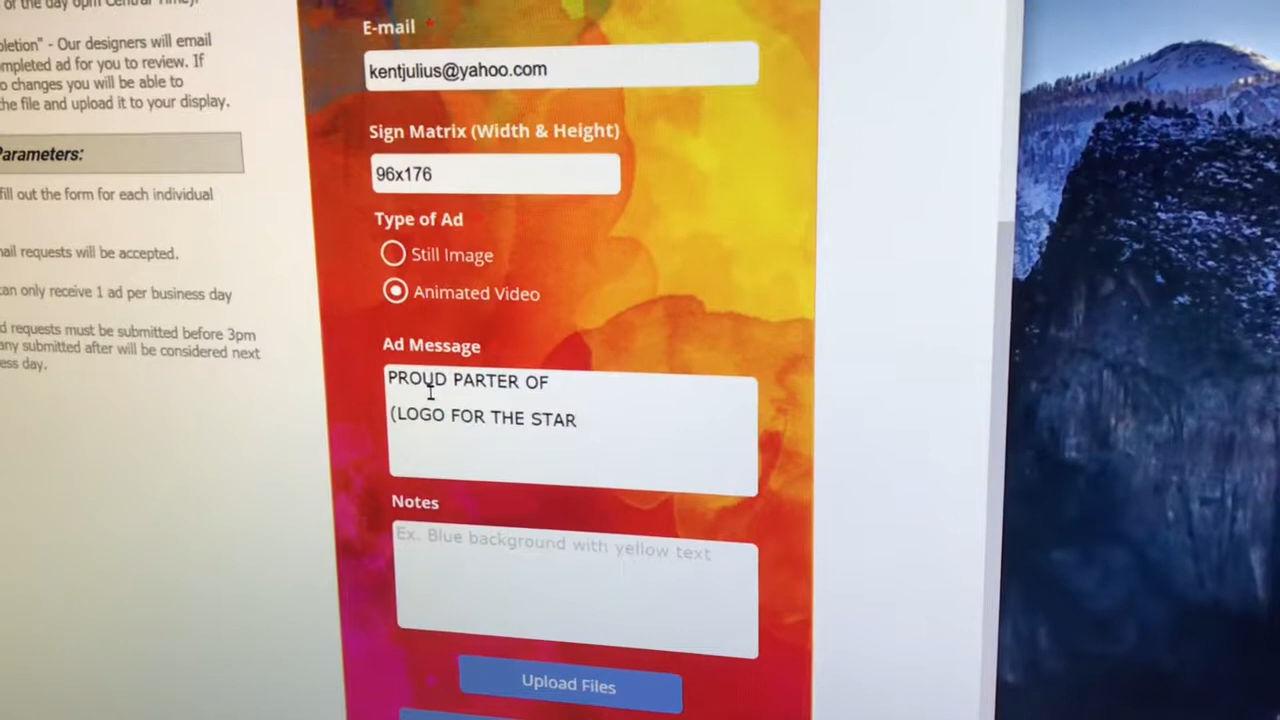 of the day 6pm Central Time).
pletion" - Our designers will email
mpleted ad for you to review. If
o changes you will be able to
the file and upload it to your display.
Parameters:
fill out the form for each individual
mail requests will be accepted.
can only receive 1 ad per business day
d requests must be submitted before 3pm
any submitted after will be considered next
ess day.
E-mail *
kentjulius@yahoo.com
Sign Matrix (Width & Height)
96x176
Type of Ad
Still Image
Animated Video
Ad Message
PROUD PARTER OF
(LOGO FOR THE STAR
Notes
Ex. Blue background with yellow text
Upload Files